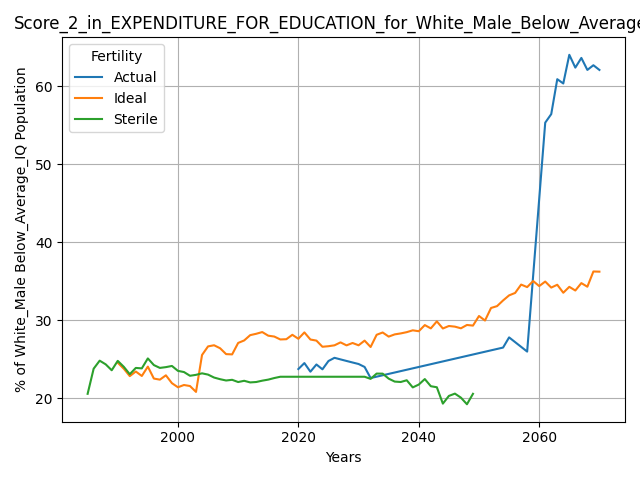 Score_2_in_EXPENDITURE_FOR_EDUCATION_for_White_Male_Below_Average
Fertility
Actual
Ideal
Sterile
% of White_Male Below_Average_IQ Population
60
50
40
30
20
2000
2020
2040
2060
Years